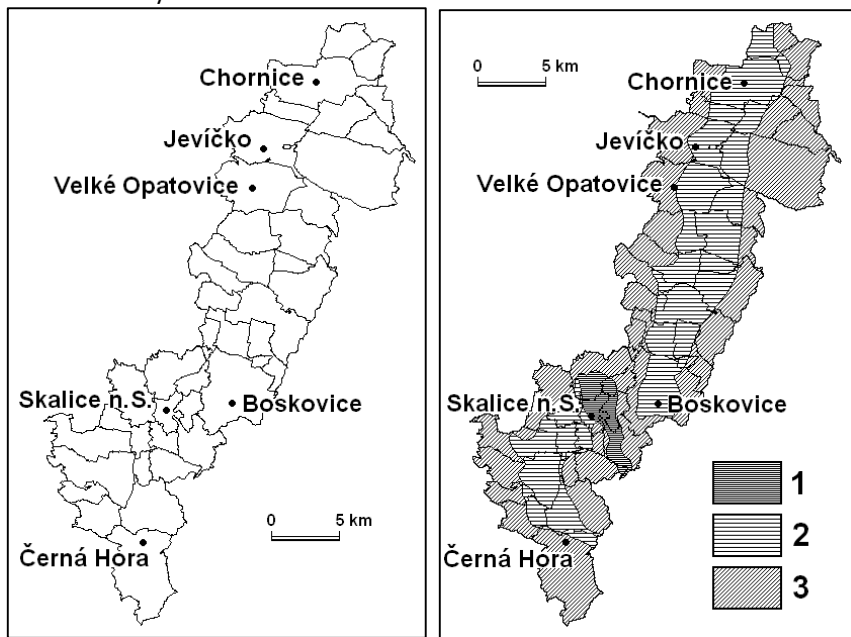 Chornice
Jevíčko
Velké Opatovice
Skalice n.S.
Boskovice
0 5 km
Černá Hora
0 5 km
Chornice
Jevíčko
Velké Opatovice
Skalice n.S.
Boskovice
1
2
3
Černá Hora